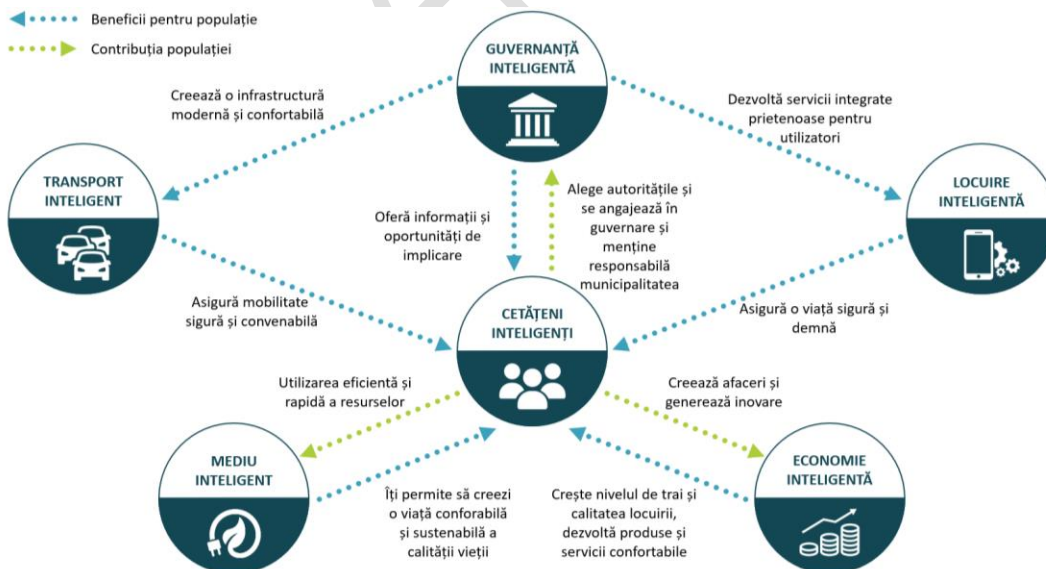 Beneficii pentru populație
Contribuția populației
GUVERNANȚĂ
INTELIGENTĂ
Creează o infrastructură
modernă și confortabilă
Dezvoltă servicii integrate
prietenoase pentru
utilizatori
TRANSPORT
INTELIGENT
LOCUIRE
INTELIGENTĂ
Oferă informații și
oportunități de
implicare
Alege autoritățile și
se angajează în
guvernare și
menține
responsabilă
municipalitatea
Asigură mobilitate
sigură și convenabilă
CETĂȚENI
INTELIGENȚI
Asigură o viață sigură și
demnă
Utilizarea eficientă și
rapidă a resurselor
Creează afaceri și
generează inovare
MEDIU
INTELIGENT
ECONOMIE
INTELIGENTĂ
Îți permite să creezi
o viață conforabilă
și sustenabilă a
calității vieții
Crește nivelul de trai și
calitatea locuirii,
dezvoltă produse și
servicii confortabile